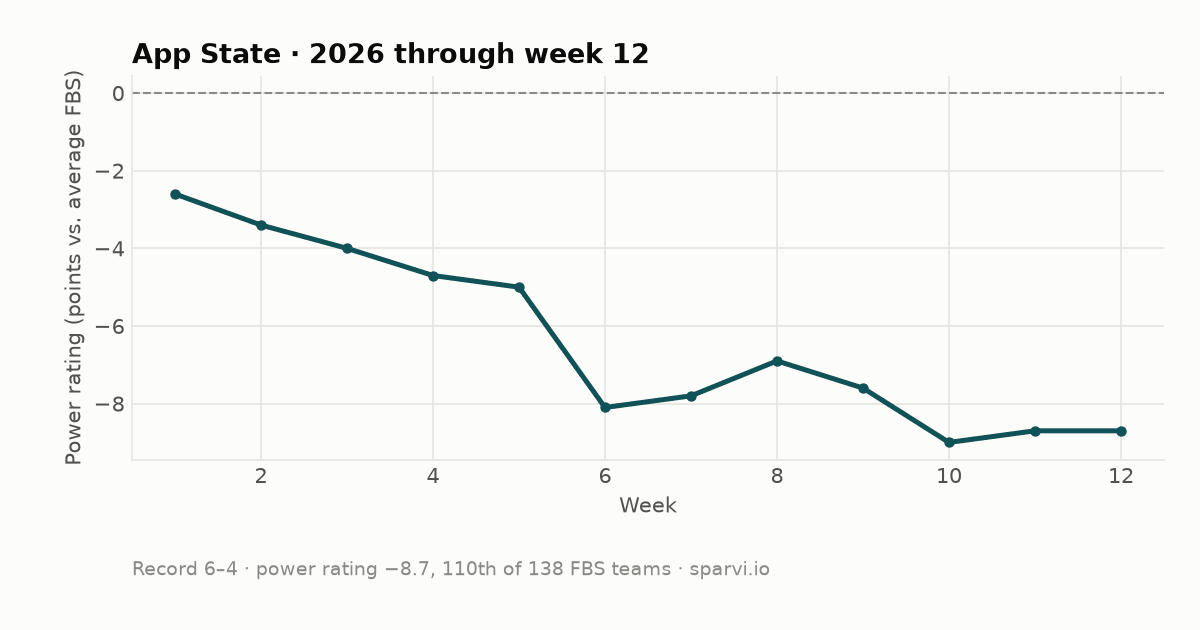 App State · 2026 through week 12
Power rating (points vs. average FBS)
0
−2
−4
−6
−8
2 4 6 8 10 12
Week
Record 6–4 · power rating −8.7, 110th of 138 FBS teams · sparvi.io